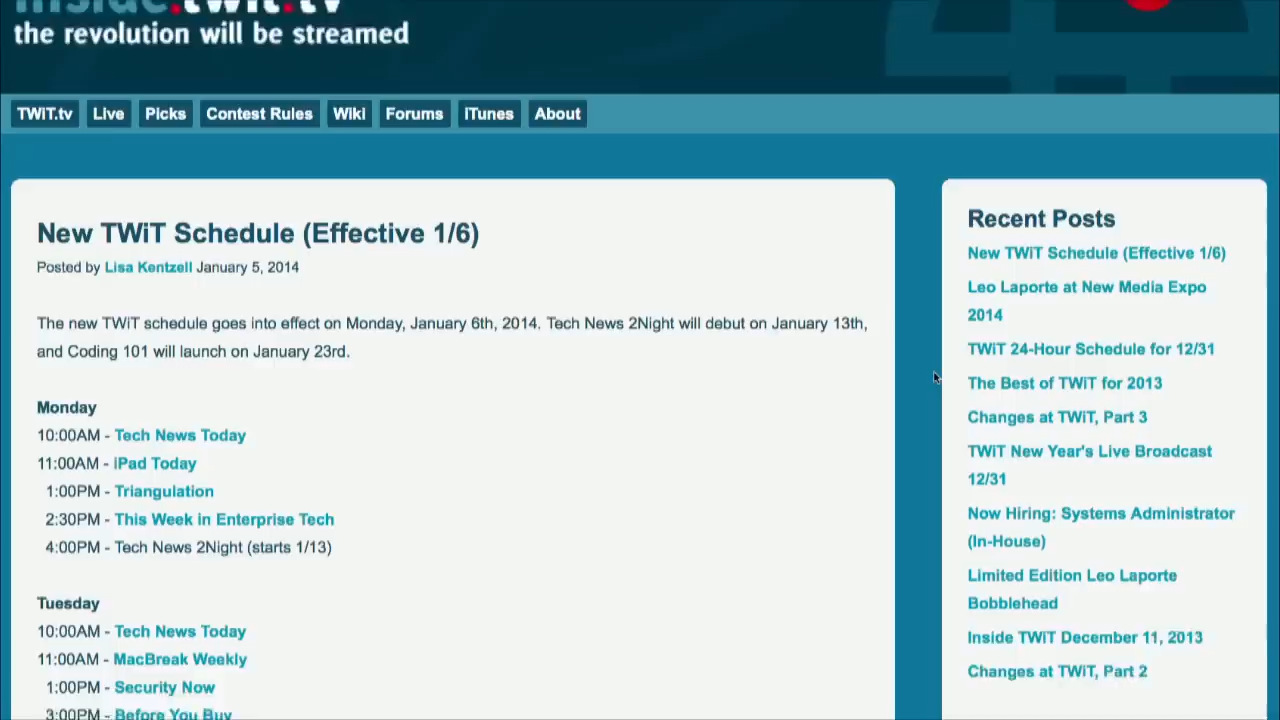 inside.twit.tv
the revolution will be streamed
TWiT.tv Live Picks Contest Rules Wiki Forums iTunes About
New TWiT Schedule (Effective 1/6)
Posted by Lisa Kentzell January 5, 2014
The new TWiT schedule goes into effect on Monday, January 6th, 2014. Tech News 2Night will debut on January 13th,
and Coding 101 will launch on January 23rd.
Monday
10:00AM - Tech News Today
11:00AM - iPad Today
1:00PM - Triangulation
2:30PM - This Week in Enterprise Tech
4:00PM - Tech News 2Night (starts 1/13)
Tuesday
10:00AM - Tech News Today
11:00AM - MacBreak Weekly
1:00PM - Security Now
3:00PM - Before You Buy
Recent Posts
New TWiT Schedule (Effective 1/6)
Leo Laporte at New Media Expo
2014
TWiT 24-Hour Schedule for 12/31
The Best of TWiT for 2013
Changes at TWiT, Part 3
TWiT New Year's Live Broadcast
12/31
Now Hiring: Systems Administrator
(In-House)
Limited Edition Leo Laporte
Bobblehead
Inside TWiT December 11, 2013
Changes at TWiT, Part 2